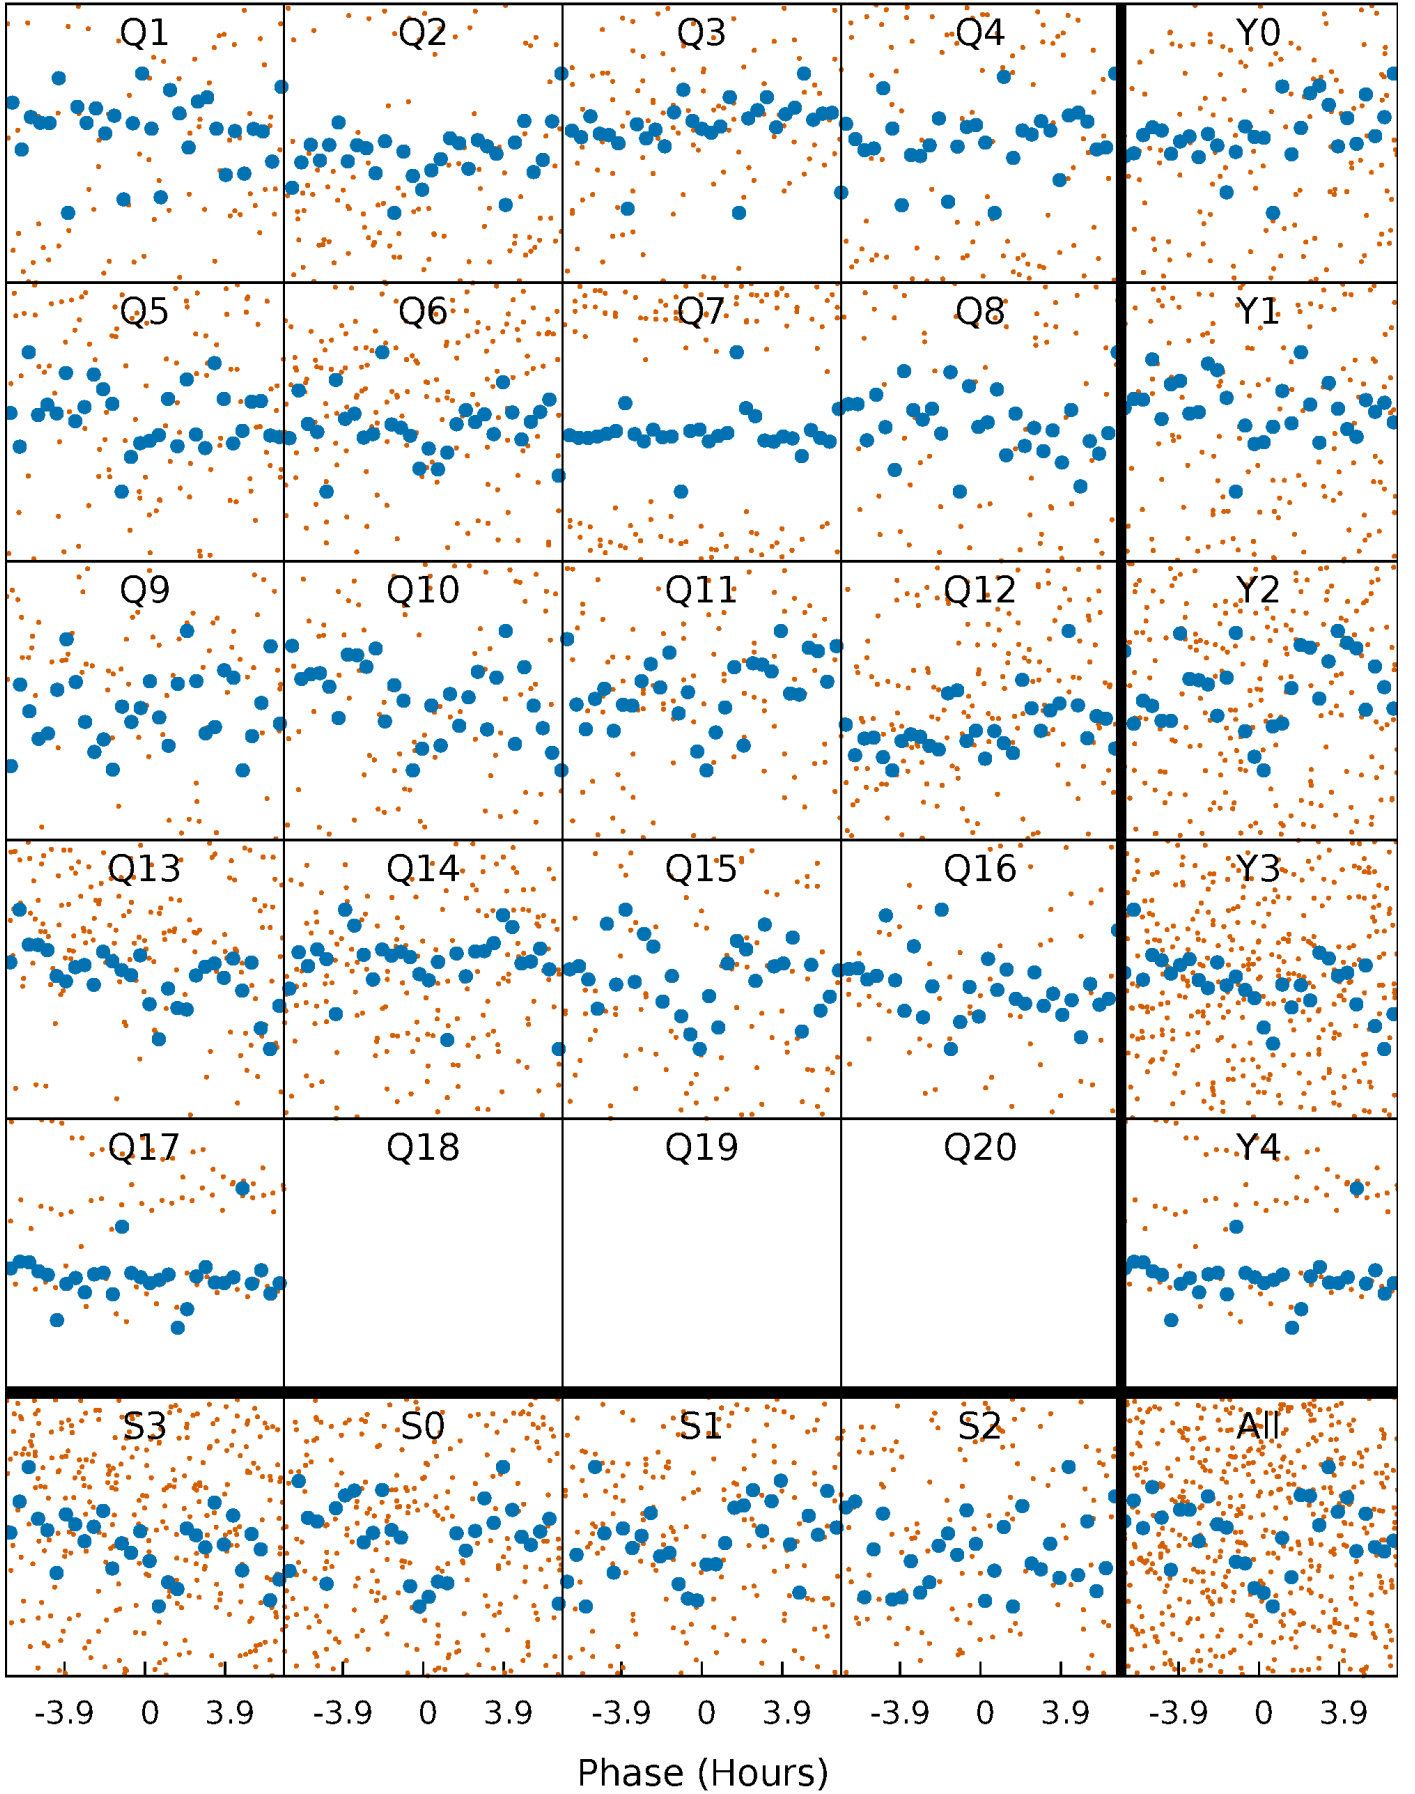 Q1 Q2 Q3 Q4 Y0
Q5 Q6 Q7 Q8 Y1
Q9 Q10 Q11 Q12 Y2
Q13 Q14 Q15 Q16 Y3
Q17 Q18 Q19 Q20 Y4
S3 S0 S1 S2 All
-3.9 0 3.9 -3.9 0 3.9 -3.9 0 3.9 -3.9 0 3.9 -3.9 0 3.9
Phase (Hours)